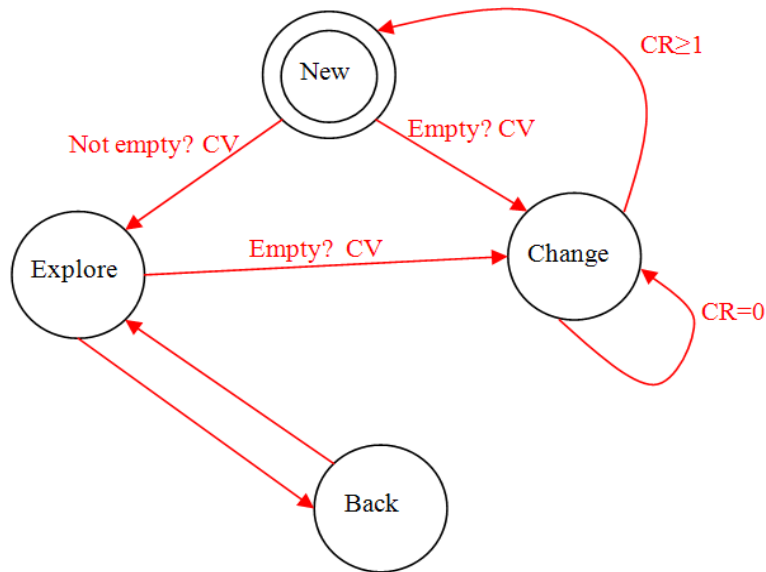 New
CR≥1
Not empty? CV
Empty? CV
Explore
Empty? CV
Change
CR=0
Back